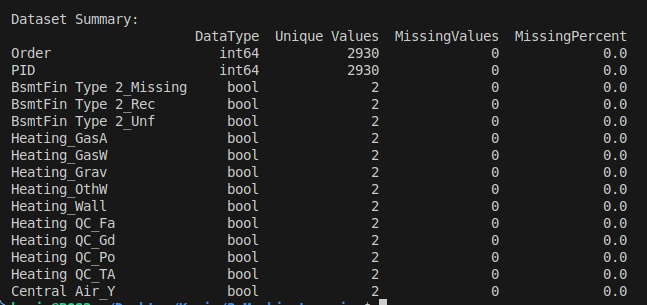 Dataset Summary:
DataType Unique Values MissingValues MissingPercent
Order int64 2930 0 0.0
PID int64 2930 0 0.0
BsmtFin Type 2_Missing bool 2 0 0.0
BsmtFin Type 2_Rec bool 2 0 0.0
BsmtFin Type 2_Unf bool 2 0 0.0
Heating_GasA bool 2 0 0.0
Heating_GasW bool 2 0 0.0
Heating_Grav bool 2 0 0.0
Heating_OthW bool 2 0 0.0
Heating_Wall bool 2 0 0.0
Heating QC_Fa bool 2 0 0.0
Heating QC_Gd bool 2 0 0.0
Heating QC_Po bool 2 0 0.0
Heating QC_TA bool 2 0 0.0
Central Air_Y bool 2 0 0.0